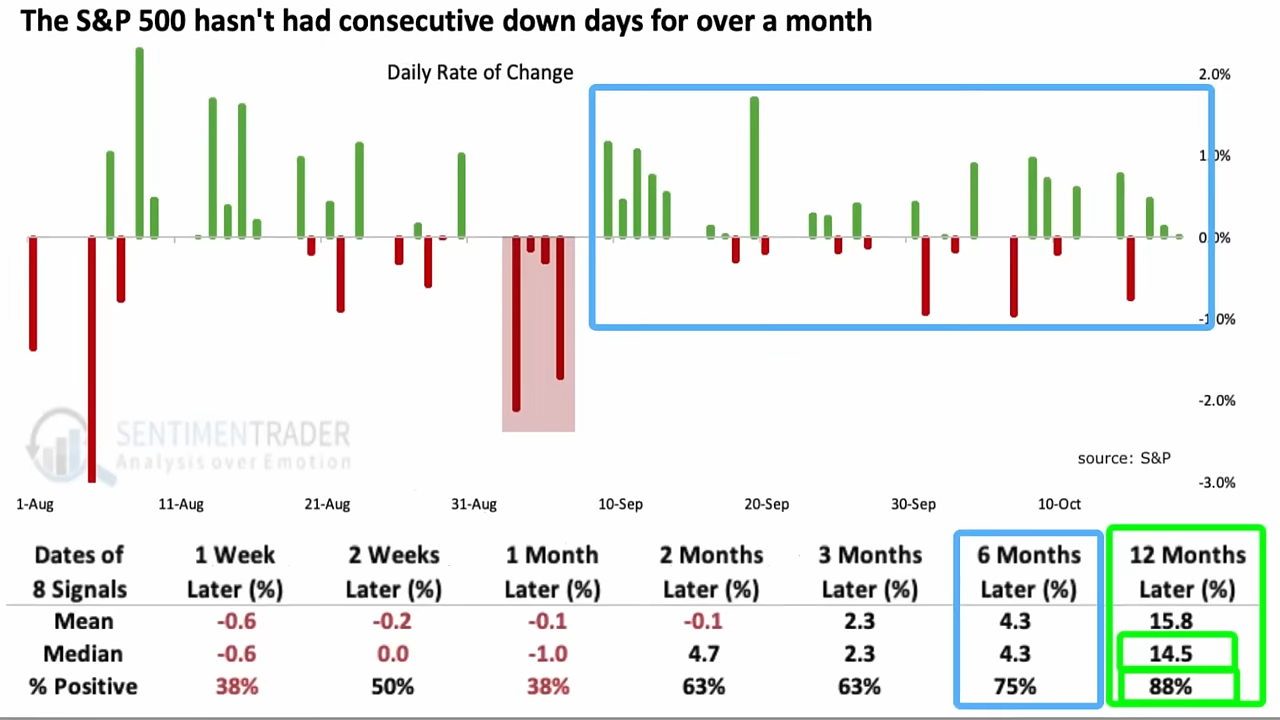 The S&P 500 hasn't had consecutive down days for over a month
Daily Rate of Change
2.0%
1.0%
0.0%
-1.0%
-2.0%
-3.0%
SENTIMENTRADER
Analysis over Emotion
source: S&P
1-Aug 11-Aug 21-Aug 31-Aug 10-Sep 20-Sep 30-Sep 10-Oct
Dates of 1 Week 2 Weeks 1 Month 2 Months 3 Months 6 Months 12 Months
8 Signals Later (%) Later (%) Later (%) Later (%) Later (%) Later (%) Later (%)
Mean -0.6 -0.2 -0.1 -0.1 2.3 4.3 15.8
Median -0.6 0.0 -1.0 4.7 2.3 4.3 14.5
% Positive 38% 50% 38% 63% 63% 75% 88%